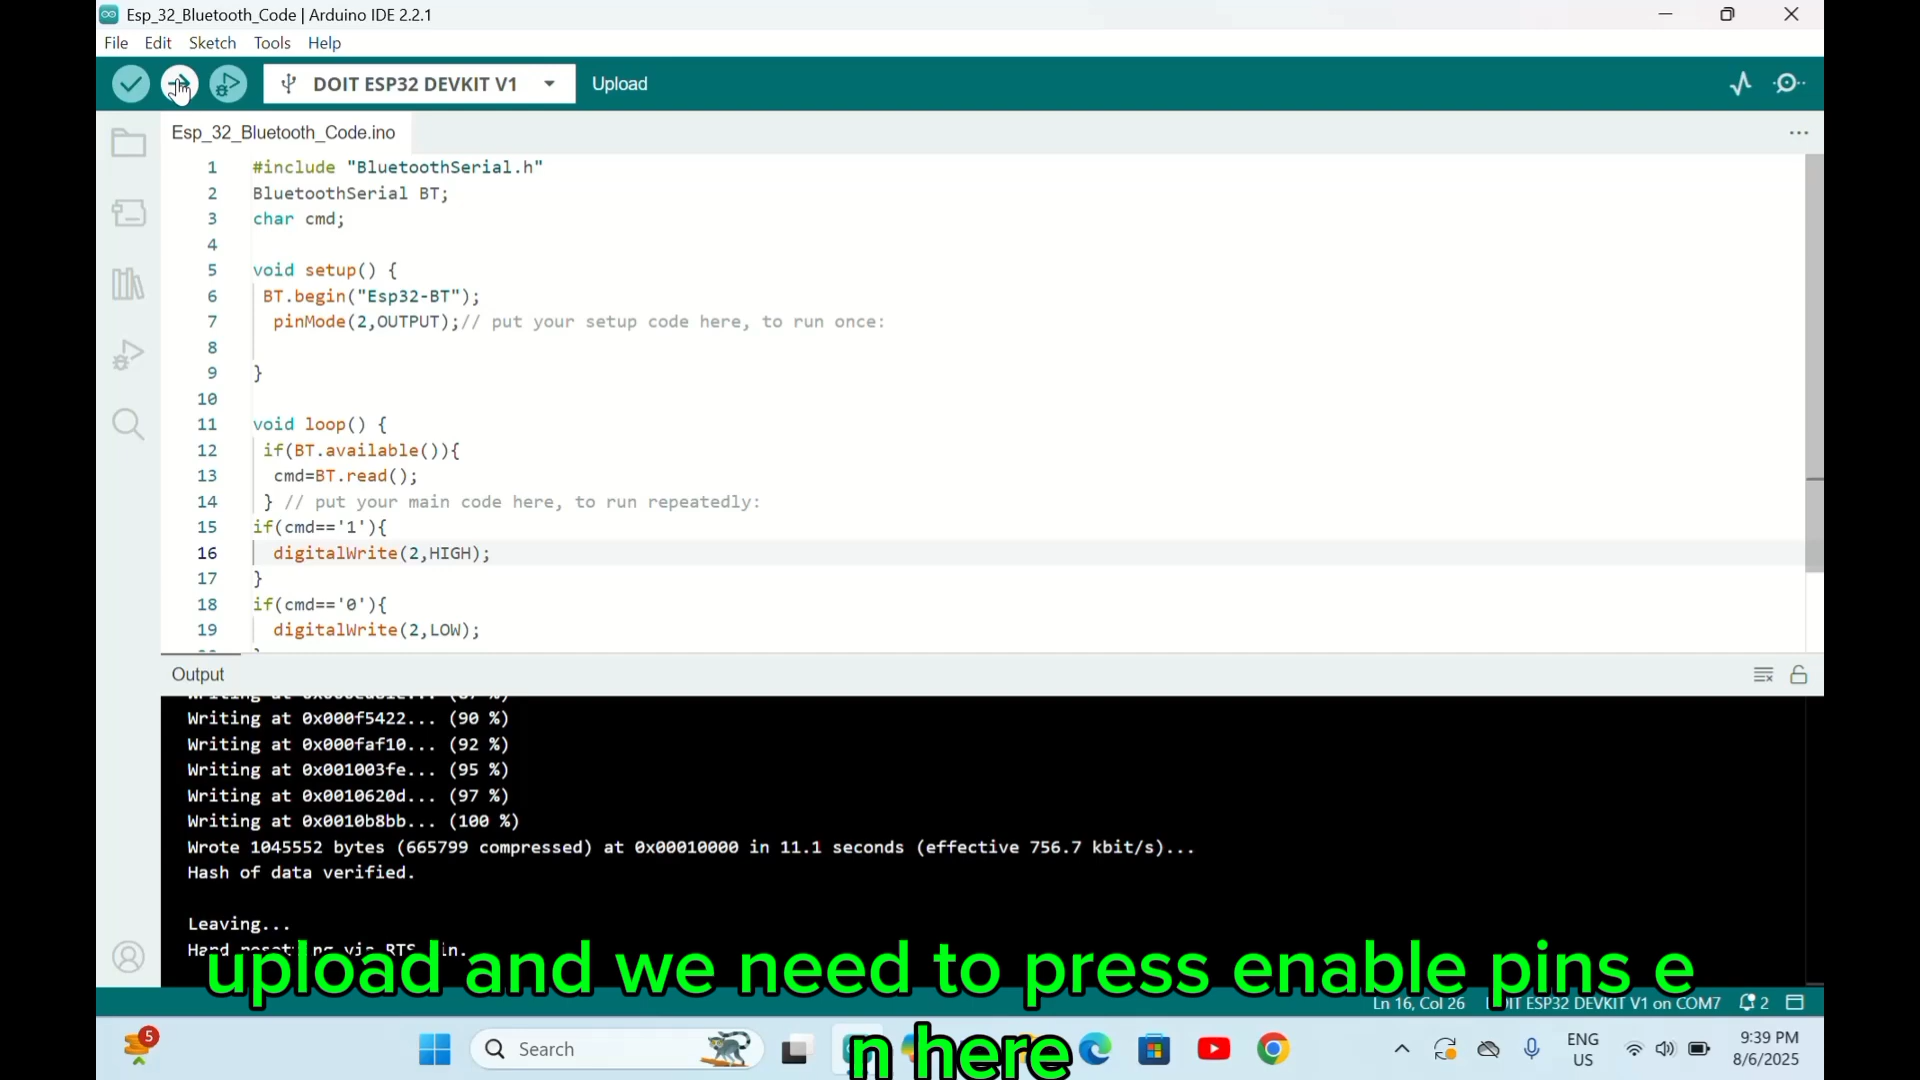 Esp_32_Bluetooth_Code | Arduino IDE 2.2.1
File Edit Sketch Tools Help
DOIT ESP32 DEVKIT V1 Upload
Esp_32_Bluetooth_Code.ino
1 #include "BluetoothSerial.h"
2 BluetoothSerial BT;
3 char cmd;
4
5 void setup() {
6 BT.begin("Esp32-BT");
7 pinMode(2,OUTPUT);// put your setup code here, to run once:
8
9 }
10
11 void loop() {
12 if(BT.available()){
13 cmd=BT.read();
14 } // put your main code here, to run repeatedly:
15 if(cmd=='1'){
16 digitalWrite(2,HIGH);
17 }
18 if(cmd=='0'){
19 digitalWrite(2,LOW);
Output
Writing at 0x000f5422... (90 %)
Writing at 0x000faf10... (92 %)
Writing at 0x001003fe... (95 %)
Writing at 0x0010620d... (97 %)
Writing at 0x0010b8bb... (100 %)
Wrote 1045552 bytes (665799 compressed) at 0x00010000 in 11.1 seconds (effective 756.7 kbit/s)...
Hash of data verified.
Leaving...
Hard resetting via RTS pin.
upload and we need to press enable pins e
n here
Ln 16, Col 26 DOIT ESP32 DEVKIT V1 on COM7 2
5
Search
ENG
US
9:39 PM
8/6/2025